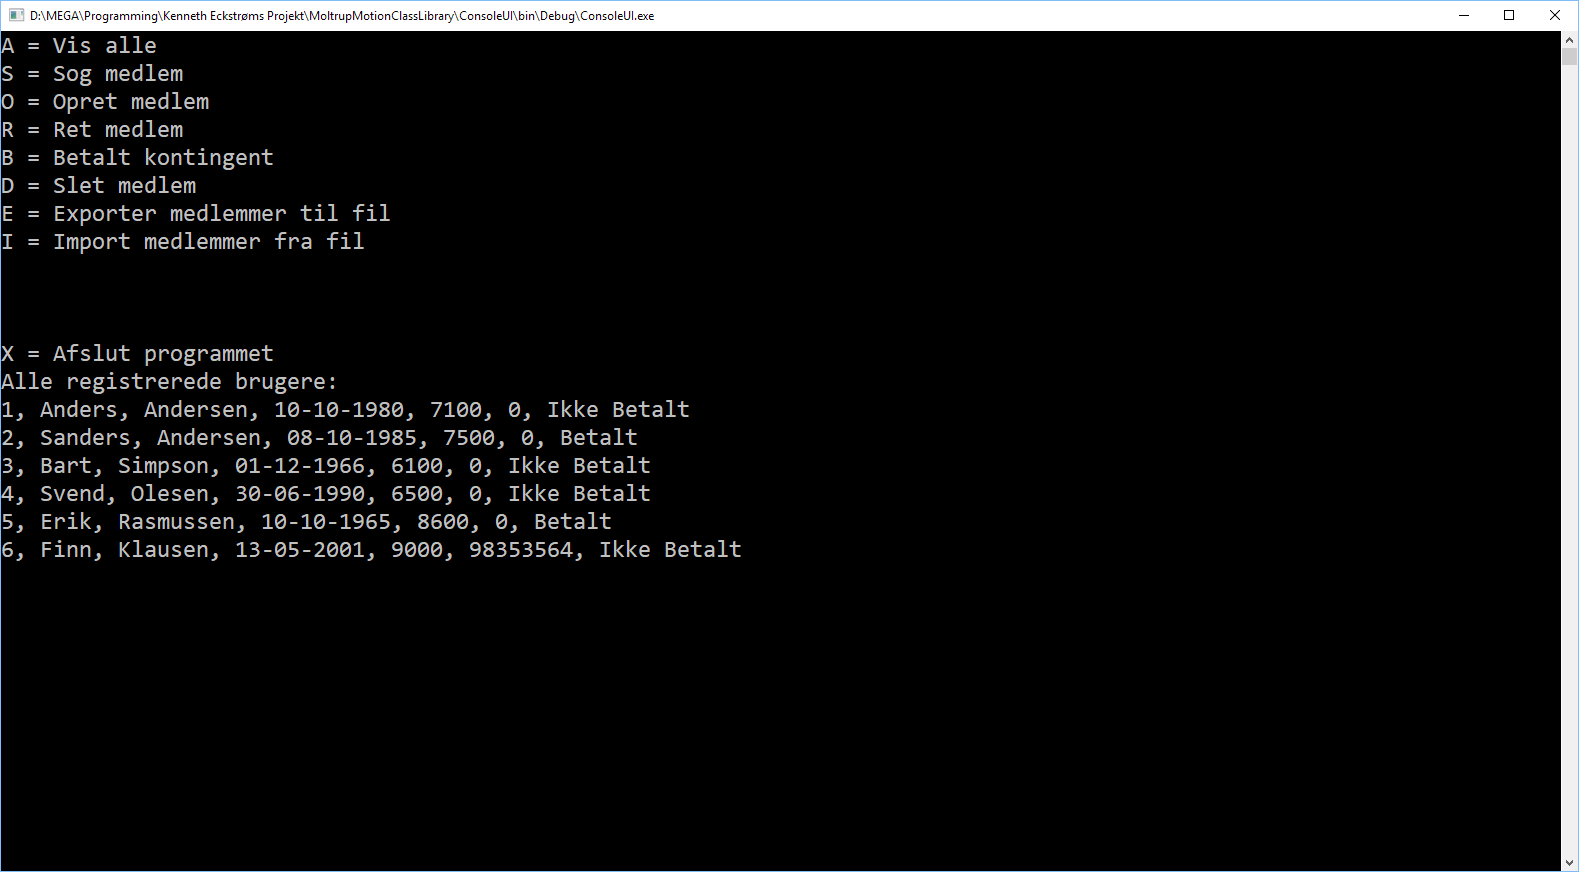 D:\MEGA\Programming\Kenneth Eckstrøms Projekt\MoltrupMotionClassLibrary\ConsoleUI\bin\Debug\ConsoleUI.exe
A = Vis alle
S = Sog medlem
O = Opret medlem
R = Ret medlem
B = Betalt kontingent
D = Slet medlem
E = Exporter medlemmer til fil
I = Import medlemmer fra fil
X = Afslut programmet
Alle registrerede brugere:
1, Anders, Andersen, 10-10-1980, 7100, 0, Ikke Betalt
2, Sanders, Andersen, 08-10-1985, 7500, 0, Betalt
3, Bart, Simpson, 01-12-1966, 6100, 0, Ikke Betalt
4, Svend, Olesen, 30-06-1990, 6500, 0, Ikke Betalt
5, Erik, Rasmussen, 10-10-1965, 8600, 0, Betalt
6, Finn, Klausen, 13-05-2001, 9000, 98353564, Ikke Betalt